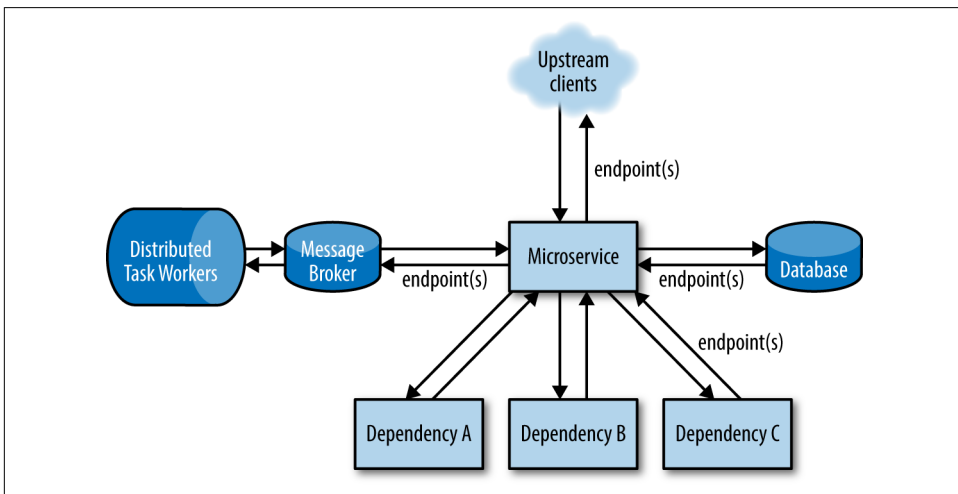 Upstream
clients
endpoint(s)
Distributed
Task Workers
Message
Broker
endpoint(s)
Microservice
endpoint(s)
Database
endpoint(s)
Dependency A
Dependency B
Dependency C